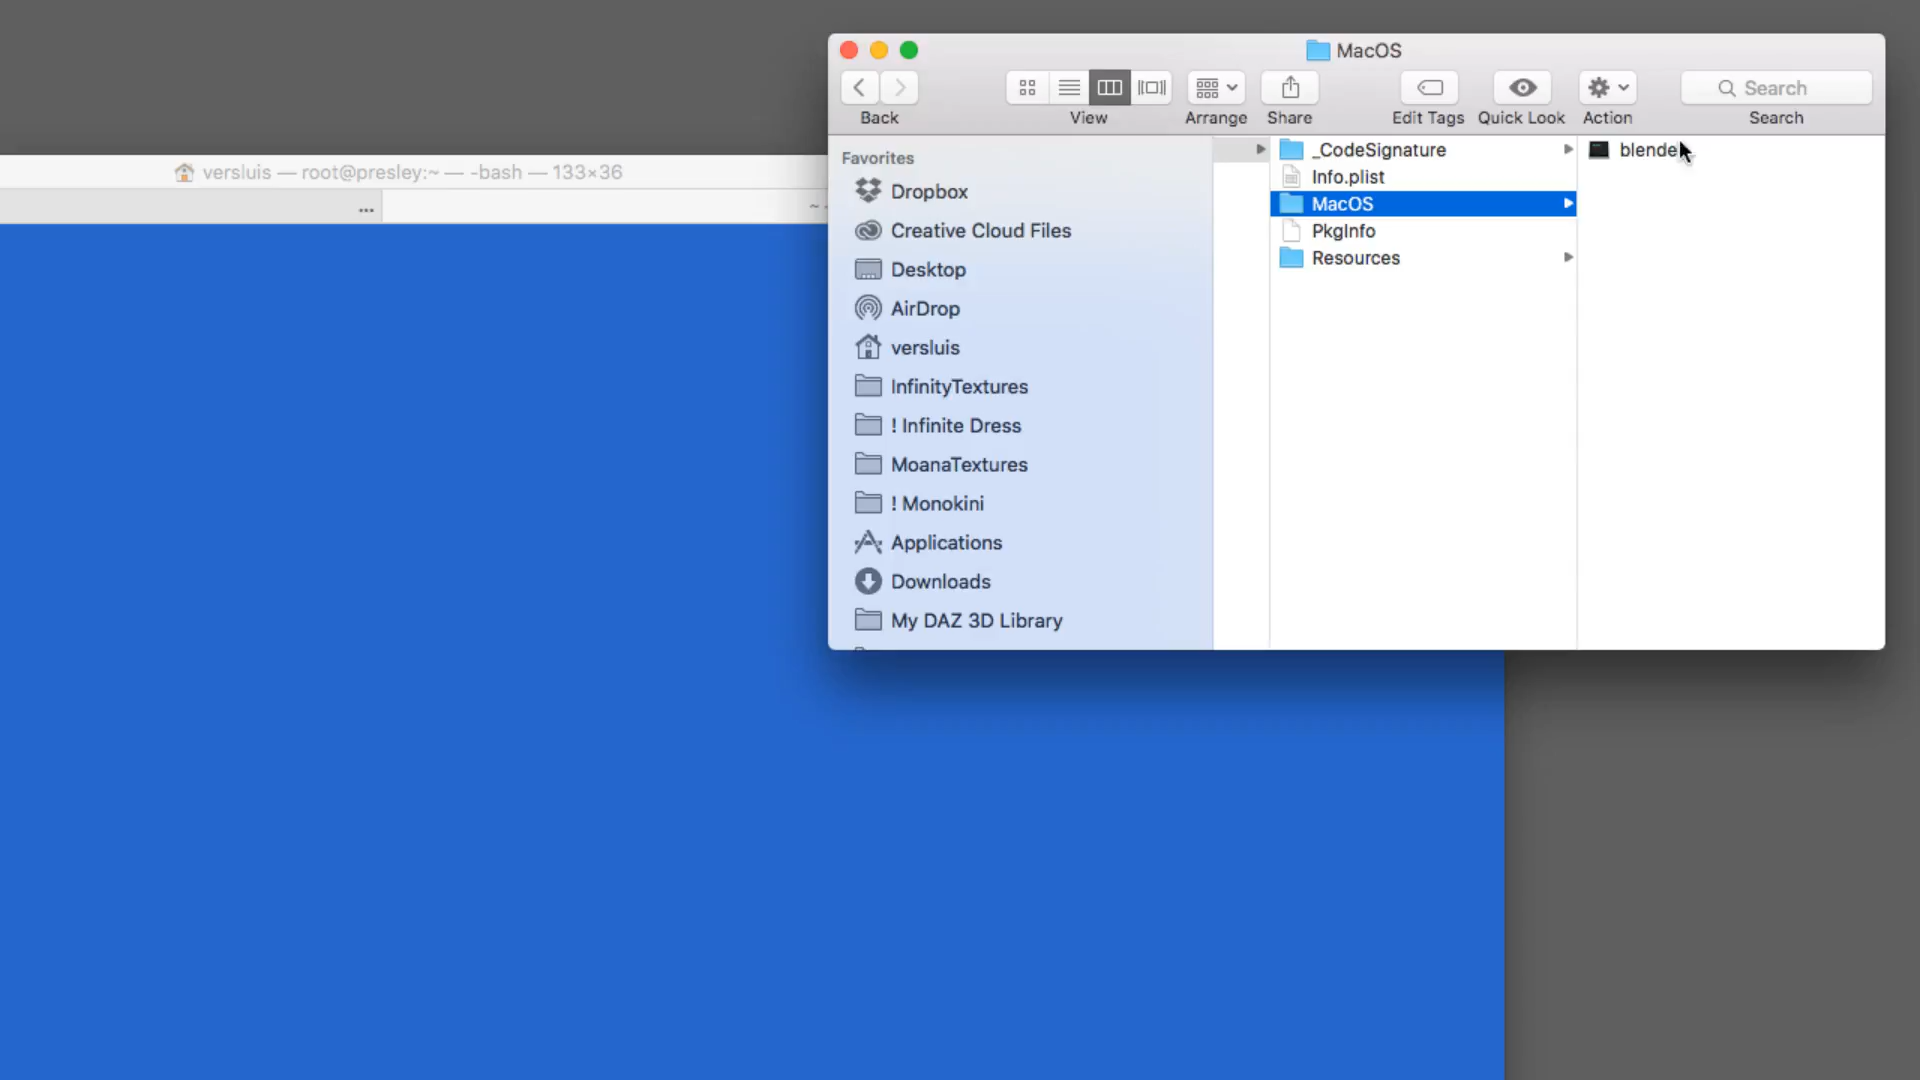 MacOS
Back
View
Arrange
Share
Edit Tags
Quick Look
Action
Search
Search
versluis — root@presley:~ — -bash — 133×36
...
~
Favorites
Dropbox
Creative Cloud Files
Desktop
AirDrop
versluis
InfinityTextures
! Infinite Dress
MoanaTextures
! Monokini
Applications
Downloads
My DAZ 3D Library
_CodeSignature
Info.plist
MacOS
PkgInfo
Resources
blende